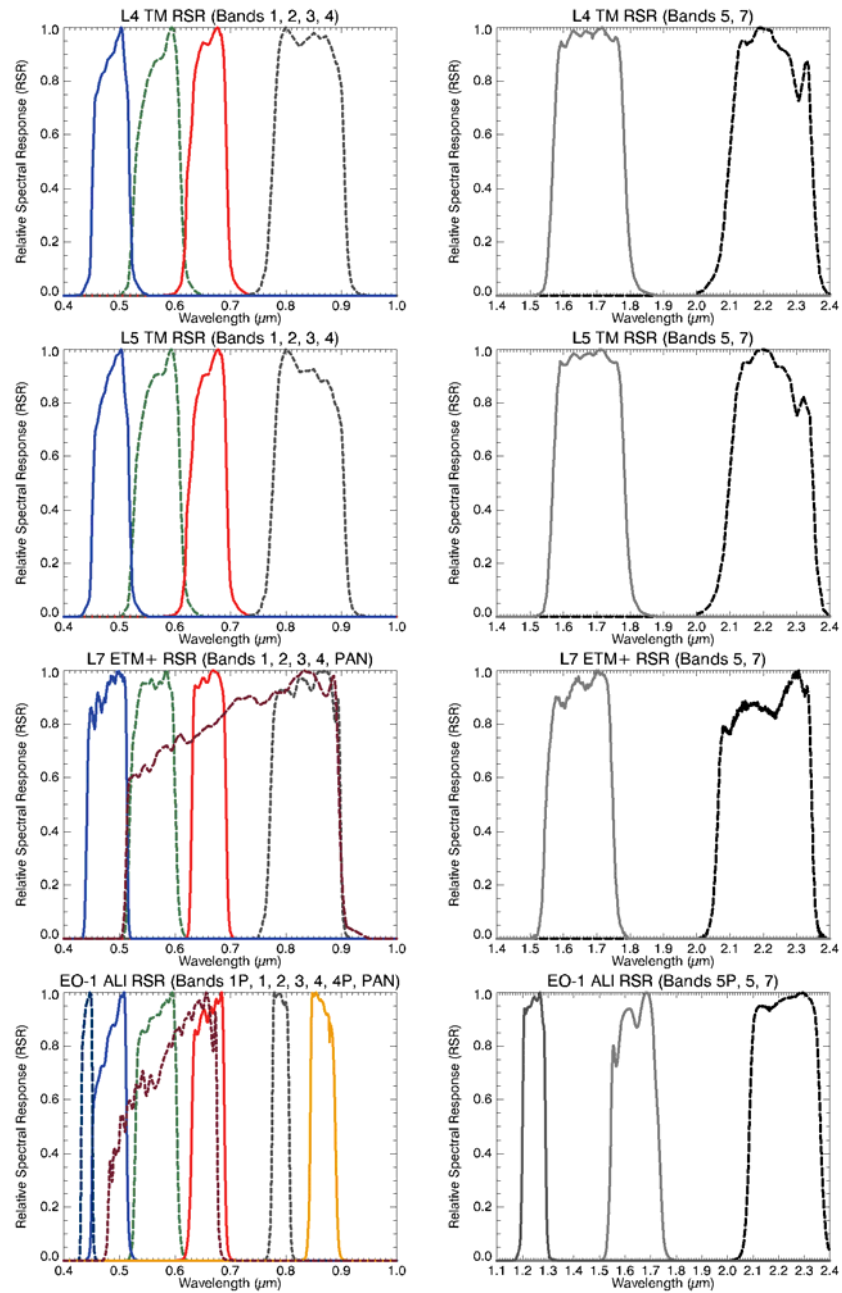 L4 TM RSR (Bands 1, 2, 3, 4)
Relative Spectral Response (RSR)
1.0
0.8
0.6
0.4
0.2
0.0
0.4 0.5 0.6 0.7 0.8 0.9 1.0
Wavelength (μm)
L4 TM RSR (Bands 5, 7)
Relative Spectral Response (RSR)
1.0
0.8
0.6
0.4
0.2
0.0
1.4 1.5 1.6 1.7 1.8 1.9 2.0 2.1 2.2 2.3 2.4
Wavelength (μm)
L5 TM RSR (Bands 1, 2, 3, 4)
Relative Spectral Response (RSR)
1.0
0.8
0.6
0.4
0.2
0.0
0.4 0.5 0.6 0.7 0.8 0.9 1.0
Wavelength (μm)
L5 TM RSR (Bands 5, 7)
Relative Spectral Response (RSR)
1.0
0.8
0.6
0.4
0.2
0.0
1.4 1.5 1.6 1.7 1.8 1.9 2.0 2.1 2.2 2.3 2.4
Wavelength (μm)
L7 ETM+ RSR (Bands 1, 2, 3, 4, PAN)
Relative Spectral Response (RSR)
1.0
0.8
0.6
0.4
0.2
0.0
0.4 0.5 0.6 0.7 0.8 0.9 1.0
Wavelength (μm)
L7 ETM+ RSR (Bands 5, 7)
Relative Spectral Response (RSR)
1.0
0.8
0.6
0.4
0.2
0.0
1.4 1.5 1.6 1.7 1.8 1.9 2.0 2.1 2.2 2.3 2.4
Wavelength (μm)
EO-1 ALI RSR (Bands 1P, 1, 2, 3, 4, 4P, PAN)
Relative Spectral Response (RSR)
1.0
0.8
0.6
0.4
0.2
0.0
0.4 0.5 0.6 0.7 0.8 0.9 1.0
Wavelength (μm)
EO-1 ALI RSR (Bands 5P, 5, 7)
Relative Spectral Response (RSR)
1.0
0.8
0.6
0.4
0.2
0.0
1.1 1.2 1.3 1.4 1.5 1.6 1.7 1.8 1.9 2.0 2.1 2.2 2.3 2.4
Wavelength (μm)